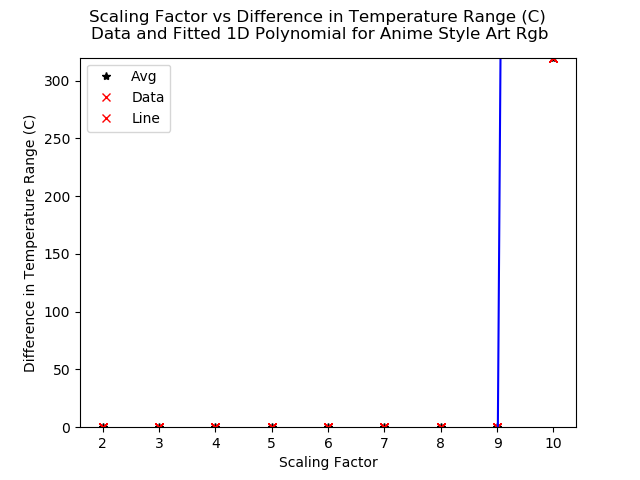 Scaling Factor vs Difference in Temperature Range (C)
Data and Fitted 1D Polynomial for Anime Style Art Rgb
Avg
Data
Line
300
250
200
150
100
50
0
Difference in Temperature Range (C)
2 3 4 5 6 7 8 9 10
Scaling Factor